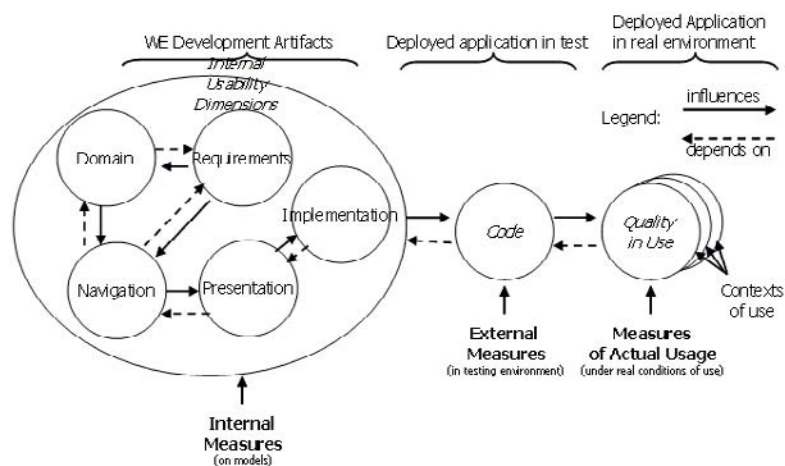 Deployed Application
in real environment
WE Development Artifacts
Deployed application in test
Internal
Usability
Dimensions
influences
Legend:
depends on
Domain
Requirements
Implementation
Code
Quality
in Use
Navigation
Presentation
Contexts
of use
External
Measures
(in testing environment)
Measures
of Actual Usage
(under real conditions of use)
Internal
Measures
(on models)